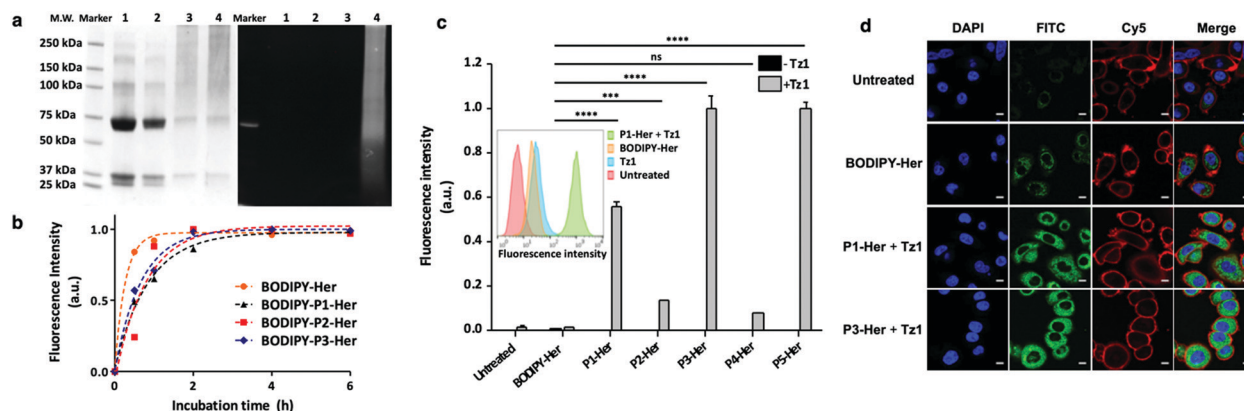 a
M.W. Marker 1 2 3 4 Marker 1 2 3 4
250 kDa
150 kDa
100 kDa
75 kDa
50 kDa
37 kDa
25 kDa
b
Fluorescence Intensity
(a.u.)
1.0
0.5
0.0
BODIPY-Her
BODIPY-P1-Her
BODIPY-P2-Her
BODIPY-P3-Her
0 2 4 6
Incubation time (h)
c
Fluorescence intensity
(a.u.)
1.2
1.0
0.8
0.6
0.4
0.2
0.0
****
ns
****
***
****
- Tz1
+Tz1
P1-Her + Tz1
BODIPY-Her
Tz1
Untreated
Fluorescence intensity
Untreated
BODIPY-Her
P1-Her
P2-Her
P3-Her
P4-Her
P5-Her
d
DAPI FITC Cy5 Merge
Untreated
BODIPY-Her
P1-Her + Tz1
P3-Her + Tz1